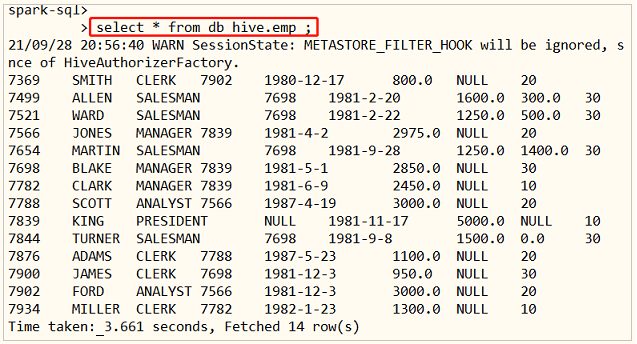 spark-sql>
> select * from db hive.emp ;
21/09/28 20:56:40 WARN SessionState: METASTORE_FILTER_HOOK will be ignored, s
nce of HiveAuthorizerFactory.
7369 SMITH CLERK 7902 1980-12-17 800.0 NULL 20
7499 ALLEN SALESMAN 7698 1981-2-20 1600.0 300.0 30
7521 WARD SALESMAN 7698 1981-2-22 1250.0 500.0 30
7566 JONES MANAGER 7839 1981-4-2 2975.0 NULL 20
7654 MARTIN SALESMAN 7698 1981-9-28 1250.0 1400.0 30
7698 BLAKE MANAGER 7839 1981-5-1 2850.0 NULL 30
7782 CLARK MANAGER 7839 1981-6-9 2450.0 NULL 10
7788 SCOTT ANALYST 7566 1987-4-19 3000.0 NULL 20
7839 KING PRESIDENT NULL 1981-11-17 5000.0 NULL 10
7844 TURNER SALESMAN 7698 1981-9-8 1500.0 0.0 30
7876 ADAMS CLERK 7788 1987-5-23 1100.0 NULL 20
7900 JAMES CLERK 7698 1981-12-3 950.0 NULL 30
7902 FORD ANALYST 7566 1981-12-3 3000.0 NULL 20
7934 MILLER CLERK 7782 1982-1-23 1300.0 NULL 10
Time taken: 3.661 seconds, Fetched 14 row(s)